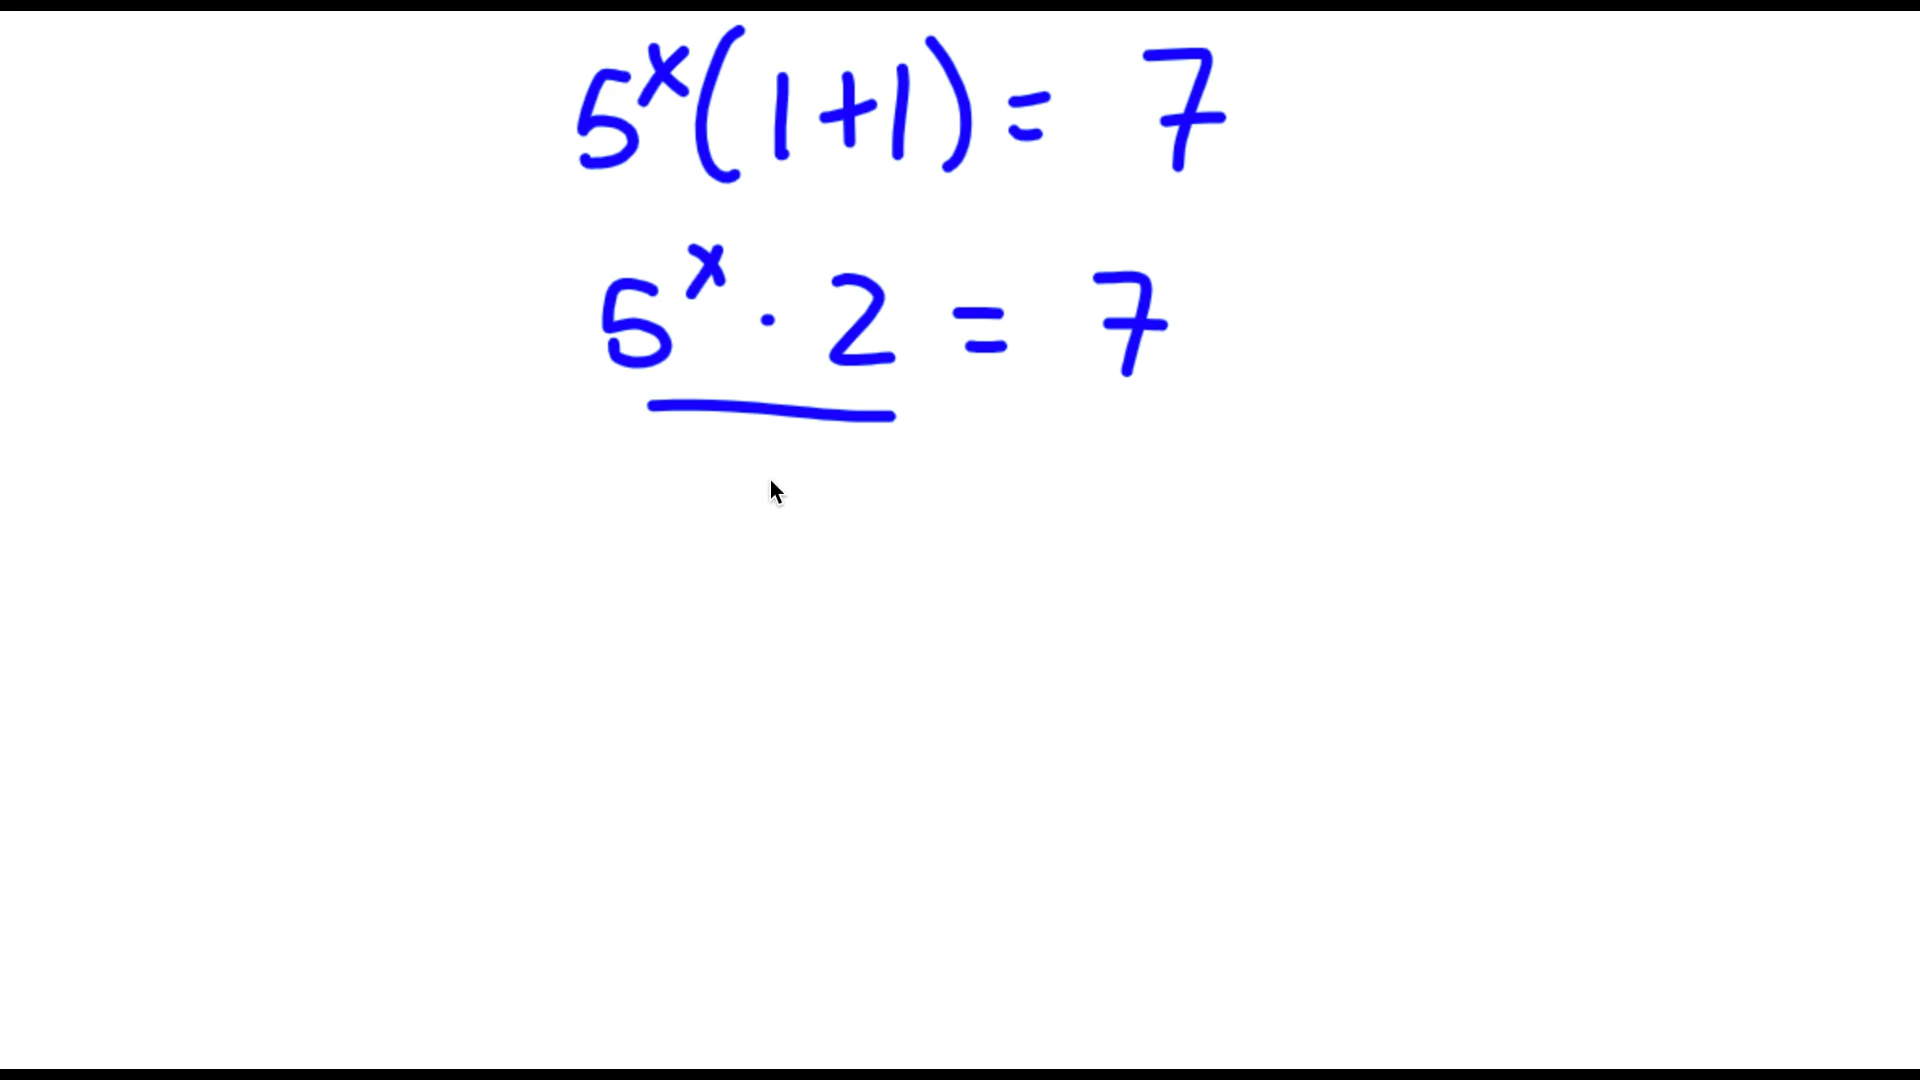 5^x(1+1) = 7
5^x · 2 = 7